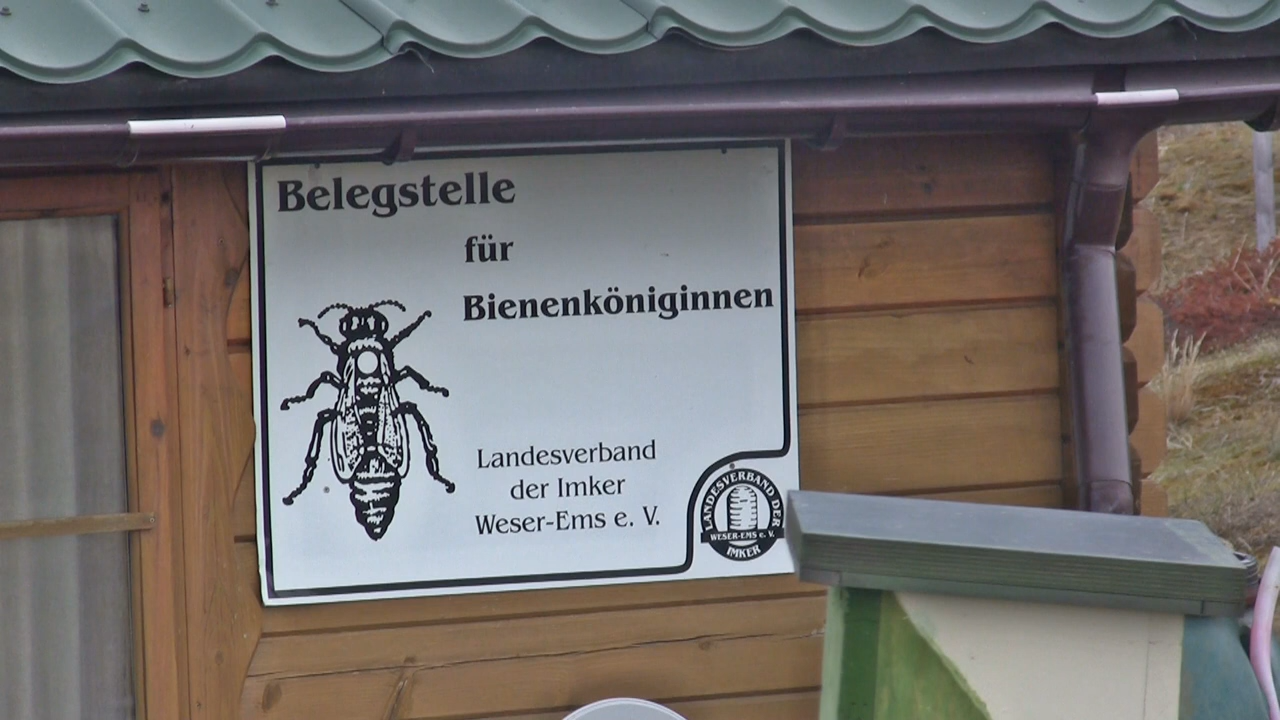 Belegstelle
für
Bienenköniginnen
Landesverband
der Imker
Weser-Ems e. V.
LANDESVERBAND DER
WESER-EMS e. V.
IMKER